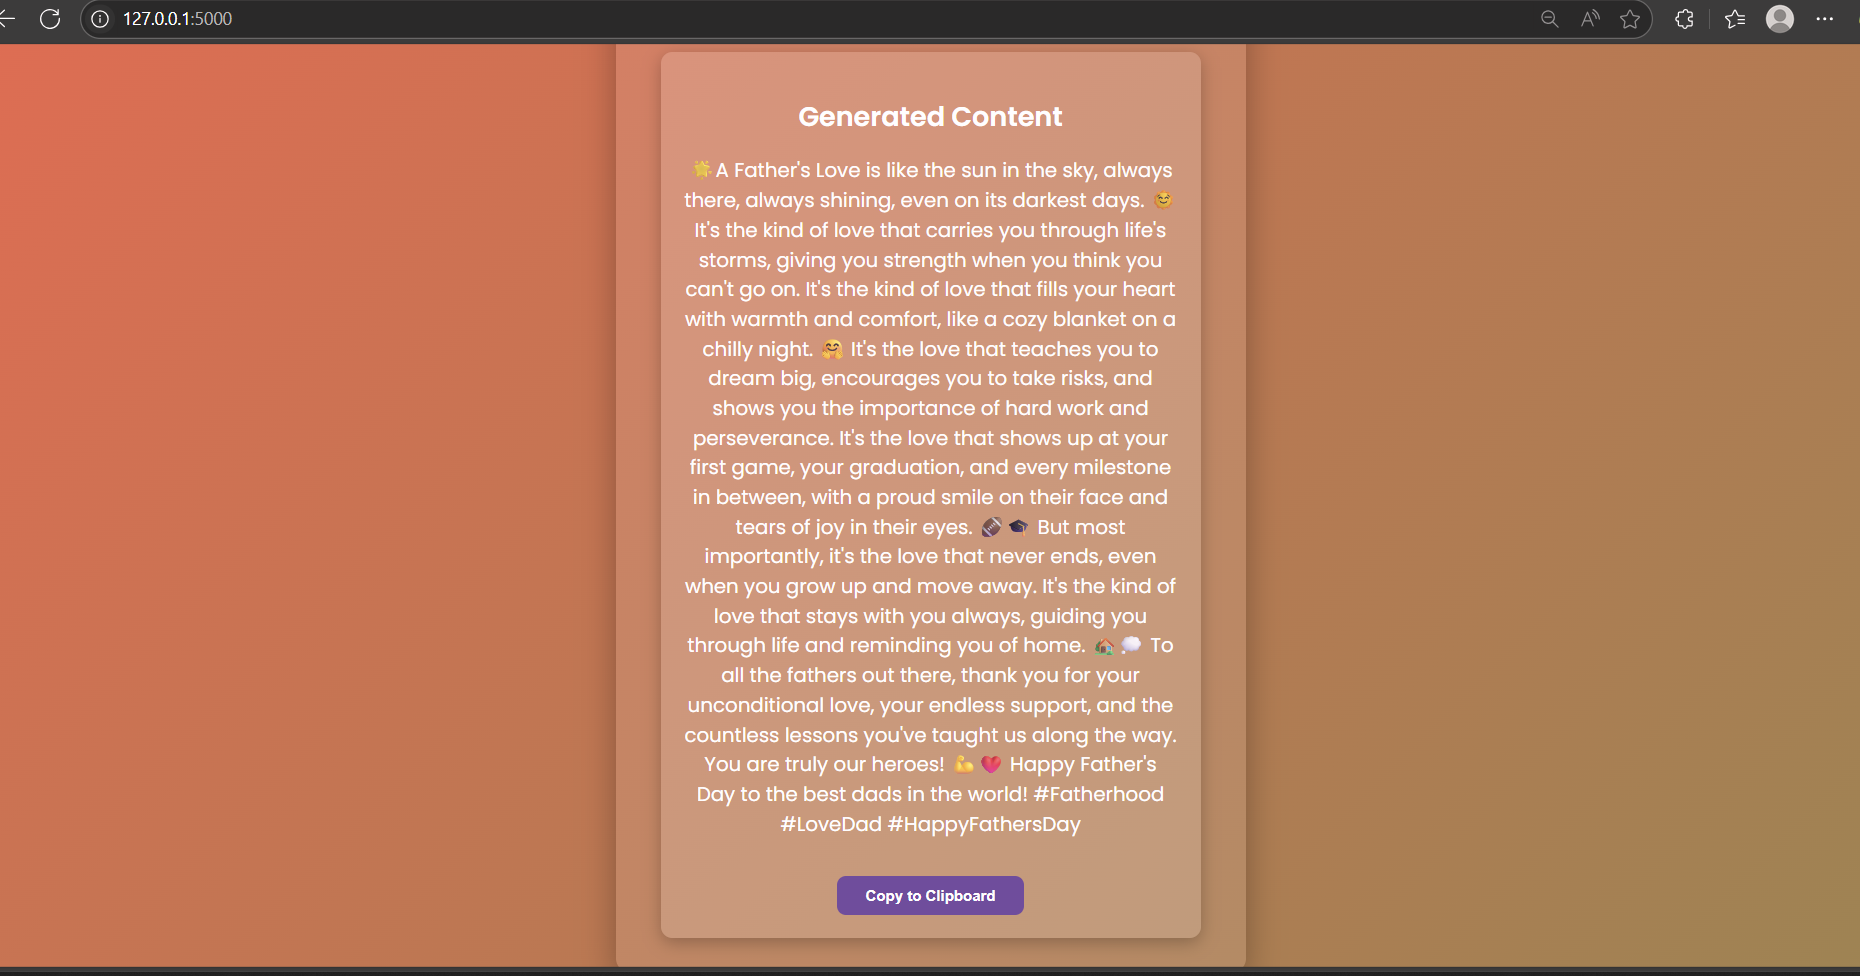 127.0.0.1:5000
Generated Content
🌟A Father's Love is like the sun in the sky, always
there, always shining, even on its darkest days. 🌞
It's the kind of love that carries you through life's
storms, giving you strength when you think you
can't go on. It's the kind of love that fills your heart
with warmth and comfort, like a cozy blanket on a
chilly night. 🤗 It's the love that teaches you to
dream big, encourages you to take risks, and
shows you the importance of hard work and
perseverance. It's the love that shows up at your
first game, your graduation, and every milestone
in between, with a proud smile on their face and
tears of joy in their eyes. 🏈 🎓 But most
importantly, it's the love that never ends, even
when you grow up and move away. It's the kind of
love that stays with you always, guiding you
through life and reminding you of home. 🏡 💭 To
all the fathers out there, thank you for your
unconditional love, your endless support, and the
countless lessons you've taught us along the way.
You are truly our heroes! 💪 💗 Happy Father's
Day to the best dads in the world! #Fatherhood
#LoveDad #HappyFathersDay
Copy to Clipboard